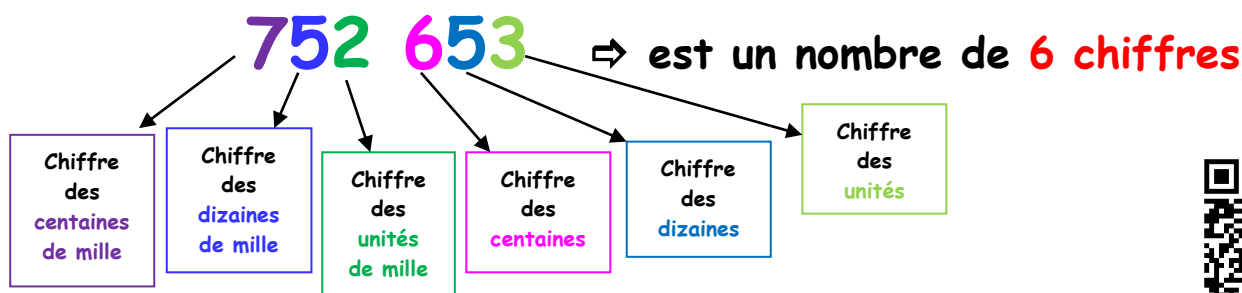 752 653 ⇨ est un nombre de 6 chiffres
Chiffre
des
centaines
de mille
Chiffre
des
dizaines
de mille
Chiffre
des
unités
de mille
Chiffre
des
centaines
Chiffre
des
dizaines
Chiffre
des
unités